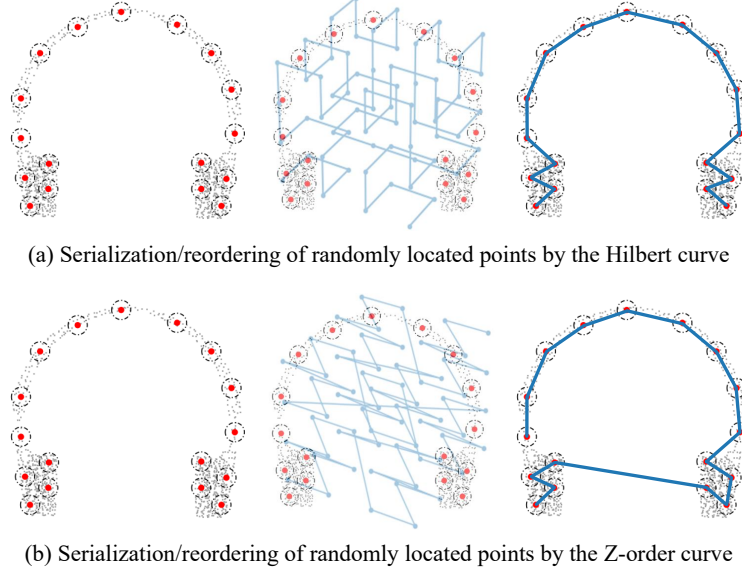 (a) Serialization/reordering of randomly located points by the Hilbert curve
(b) Serialization/reordering of randomly located points by the Z-order curve